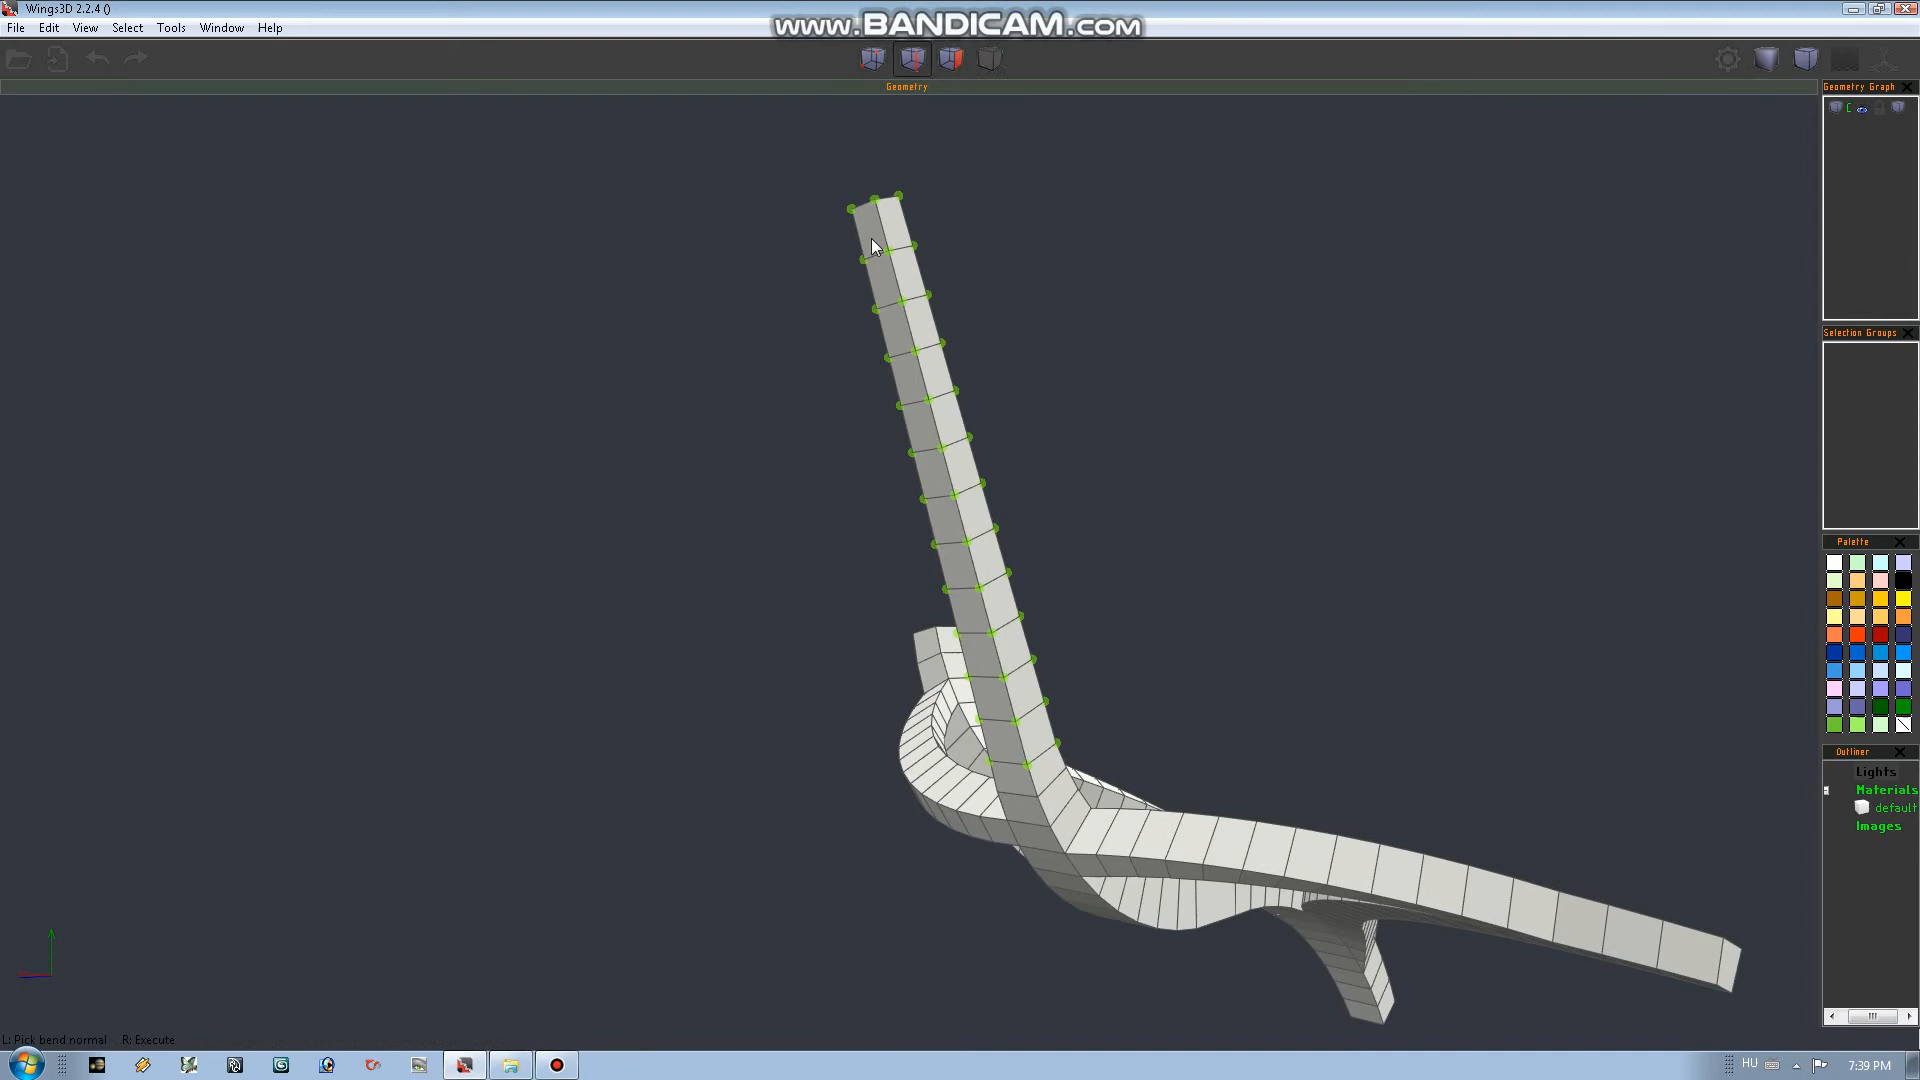 Wings3D 2.2.4 ()
www.BANDICAM.com
File Edit View Select Tools Window Help
Geometry
Geometry Graph
Selection Groups
Palette
Outliner
Lights
Materials
default
Images
L: Pick bend normal R: Execute
HU
7:39 PM